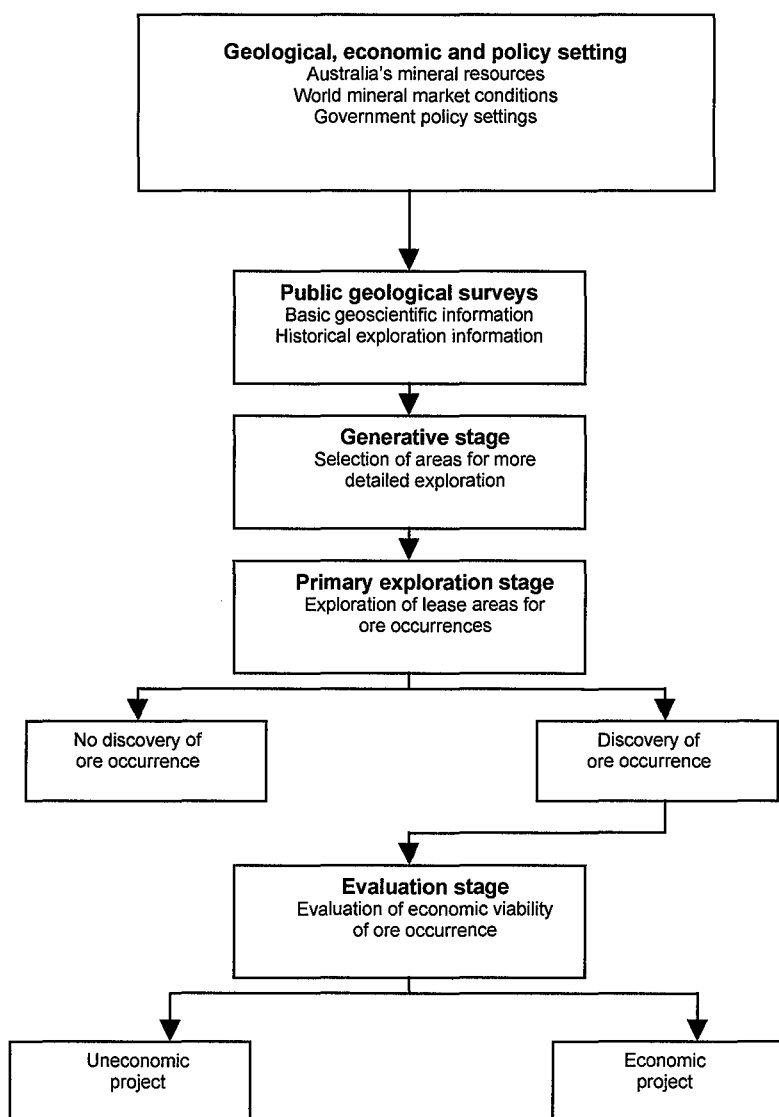 Geological, economic and policy setting
Australia's mineral resources
World mineral market conditions
Government policy settings
Public geological surveys
Basic geoscientific information
Historical exploration information
Generative stage
Selection of areas for more
detailed exploration
Primary exploration stage
Exploration of lease areas for
ore occurrences
No discovery of
ore occurrence
Discovery of
ore occurrence
Evaluation stage
Evaluation of economic viability
of ore occurrence
Uneconomic
project
Economic
project